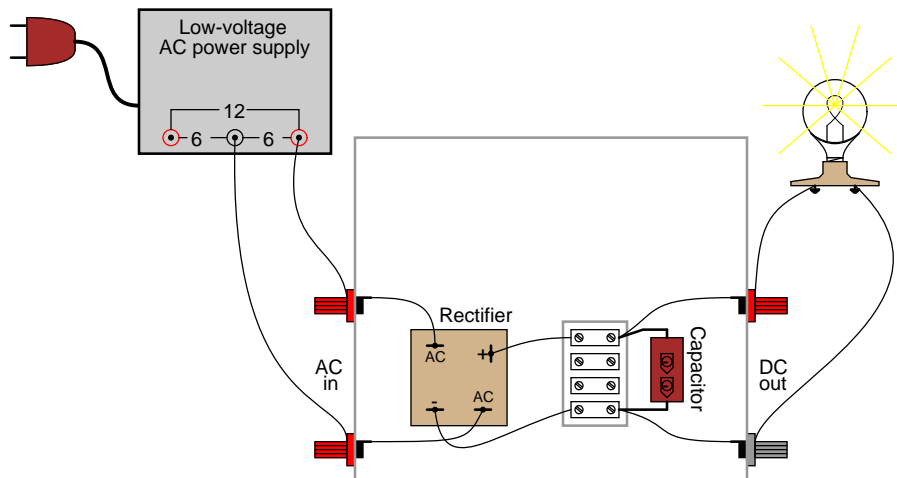 Low-voltage
AC power supply
12
6 6
Rectifier
AC
+
-
AC
AC
in
Capacitor
DC
out